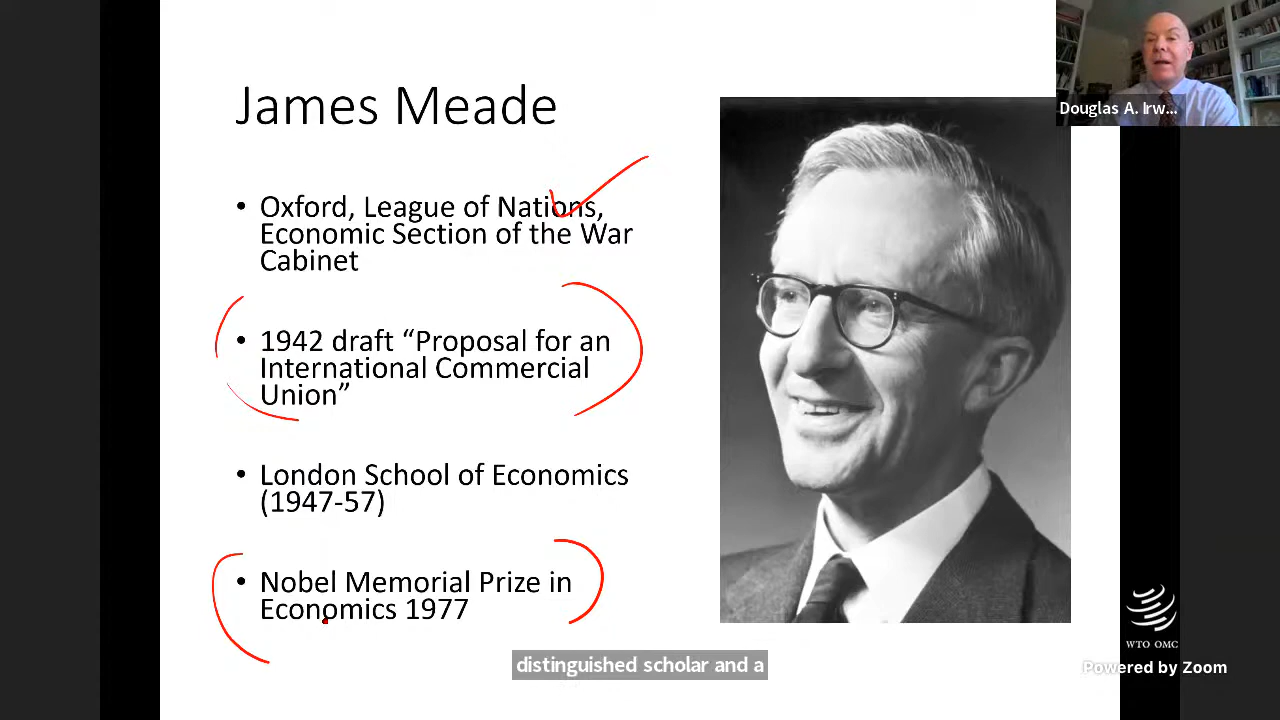 James Meade
Douglas A. Irw...
• Oxford, League of Nations,
Economic Section of the War
Cabinet
• 1942 draft “Proposal for an
International Commercial
Union”
• London School of Economics
(1947-57)
• Nobel Memorial Prize in
Economics 1977
distinguished scholar and a
WTO OMC
Powered by Zoom